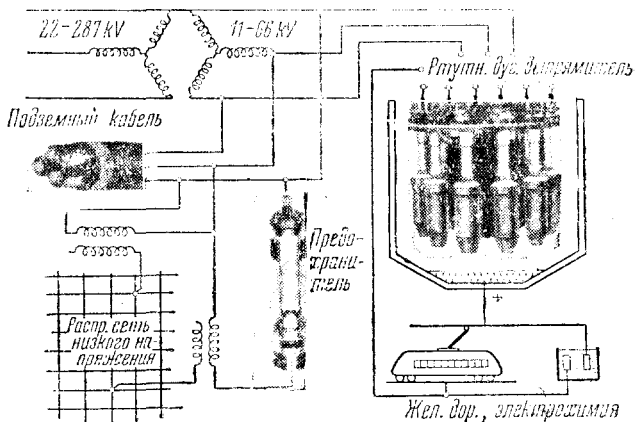 22-287 kV
11-66 kV
Ртутн. дуг. выпрямитель
Подземный кабель
Предо-
храни-
тель
Распр. сеть
низкого на-
пряжения
+
Жел. дор., электрохимия